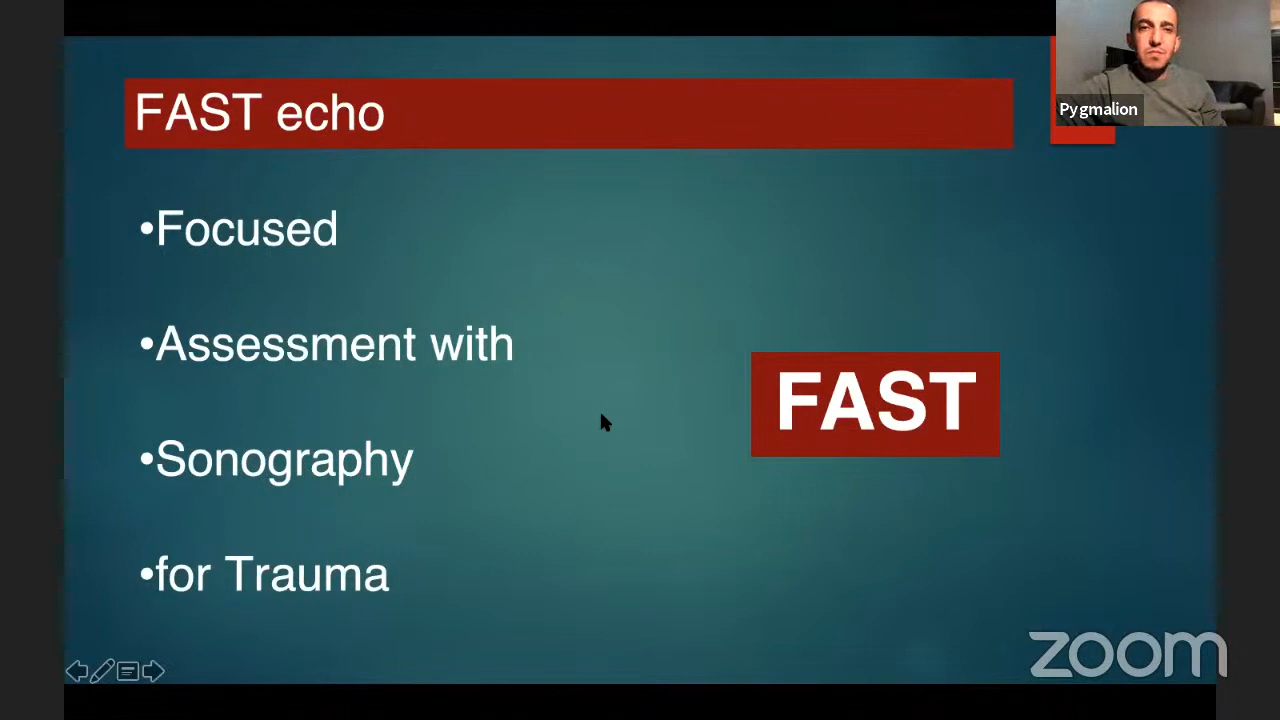 FAST echo
Pygmalion
•Focused
•Assessment with
FAST
•Sonography
•for Trauma
zoom